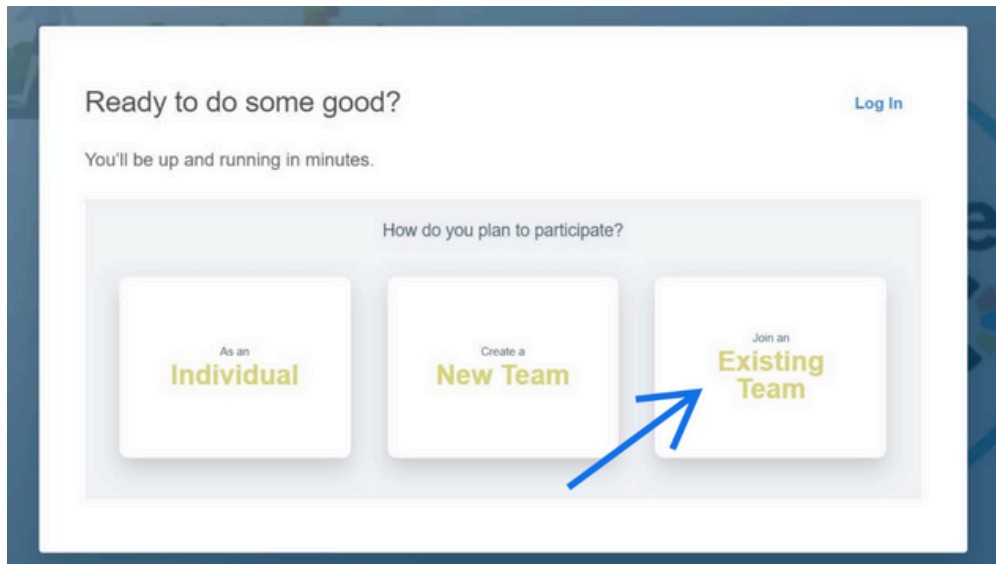 Ready to do some good?
Log In
You'll be up and running in minutes.
How do you plan to participate?
As an
Individual
Create a
New Team
Join an
Existing
Team